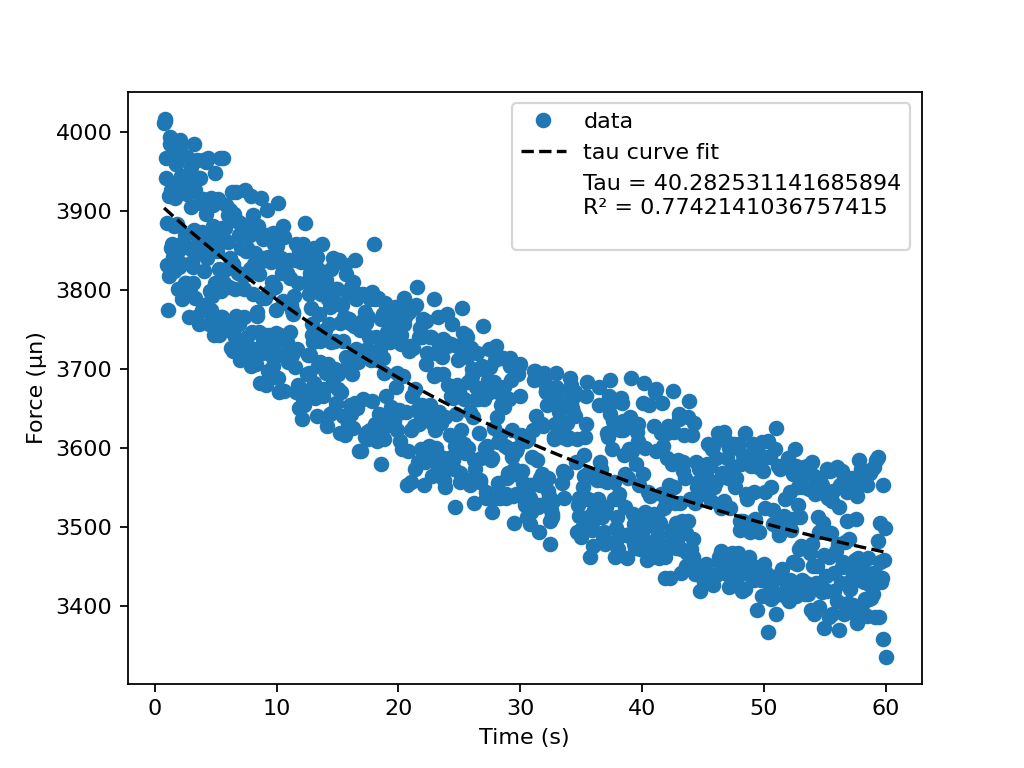 data
tau curve fit
Tau = 40.282531141685894
R² = 0.7742141036757415
4000
3900
3800
3700
3600
3500
3400
Force (μn)
0 10 20 30 40 50 60
Time (s)